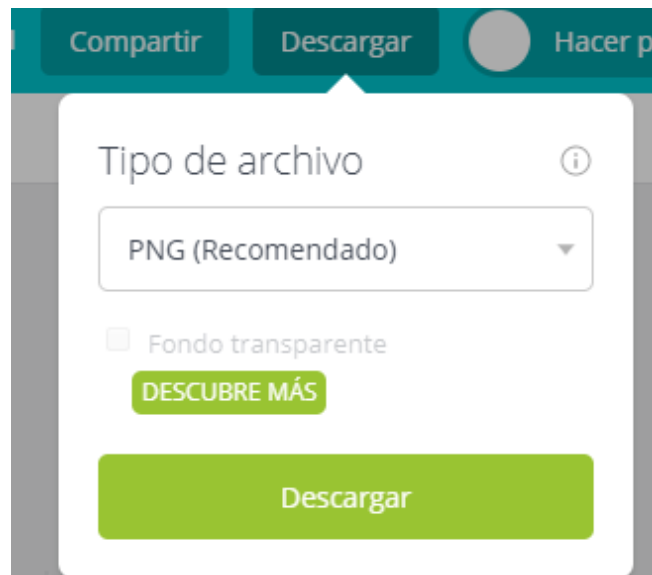 Compartir
Descargar
Hacer p
Tipo de archivo
PNG (Recomendado)
Fondo transparente
DESCUBRE MÁS
Descargar